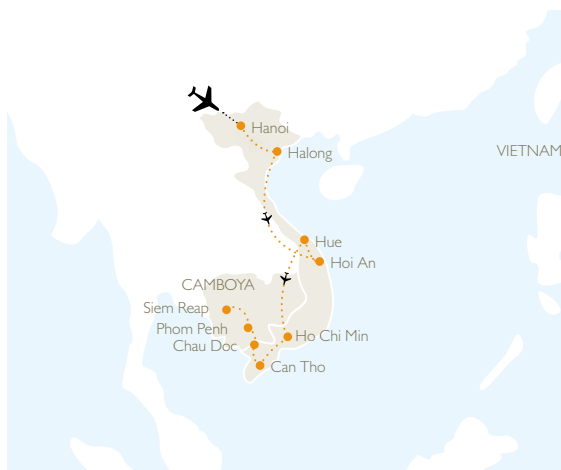 Hanoi
Halong
VIETNAM
Hue
Hoi An
CAMBOYA
Siem Reap
Phom Penh
Ho Chi Min
Chau Doc
Can Tho